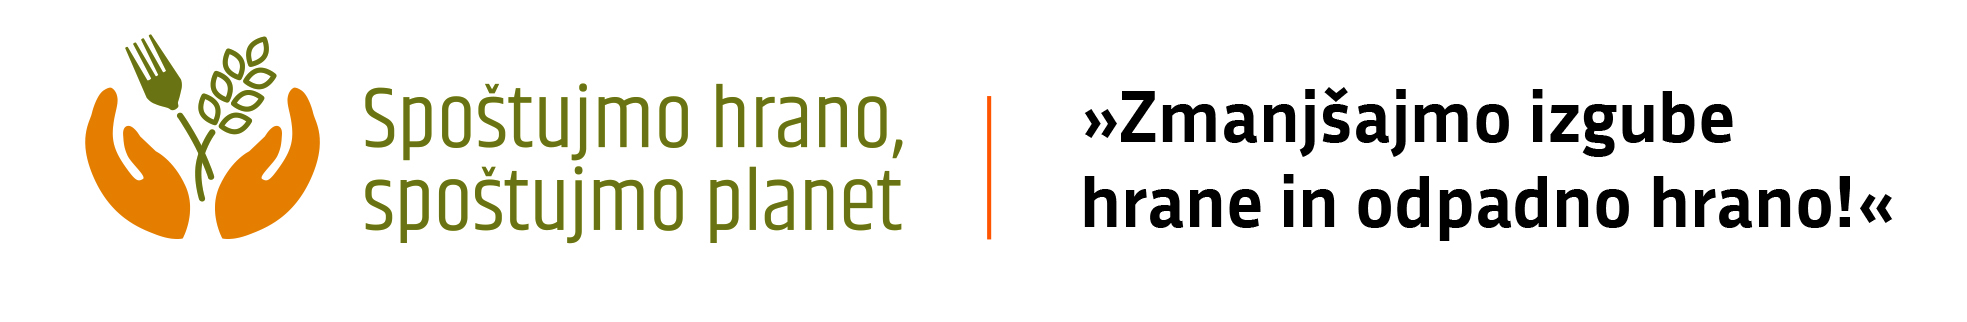 Spoštujmo hrano,
spoštujmo planet
»Zmanjšajmo izgube
hrane in odpadno hrano!«